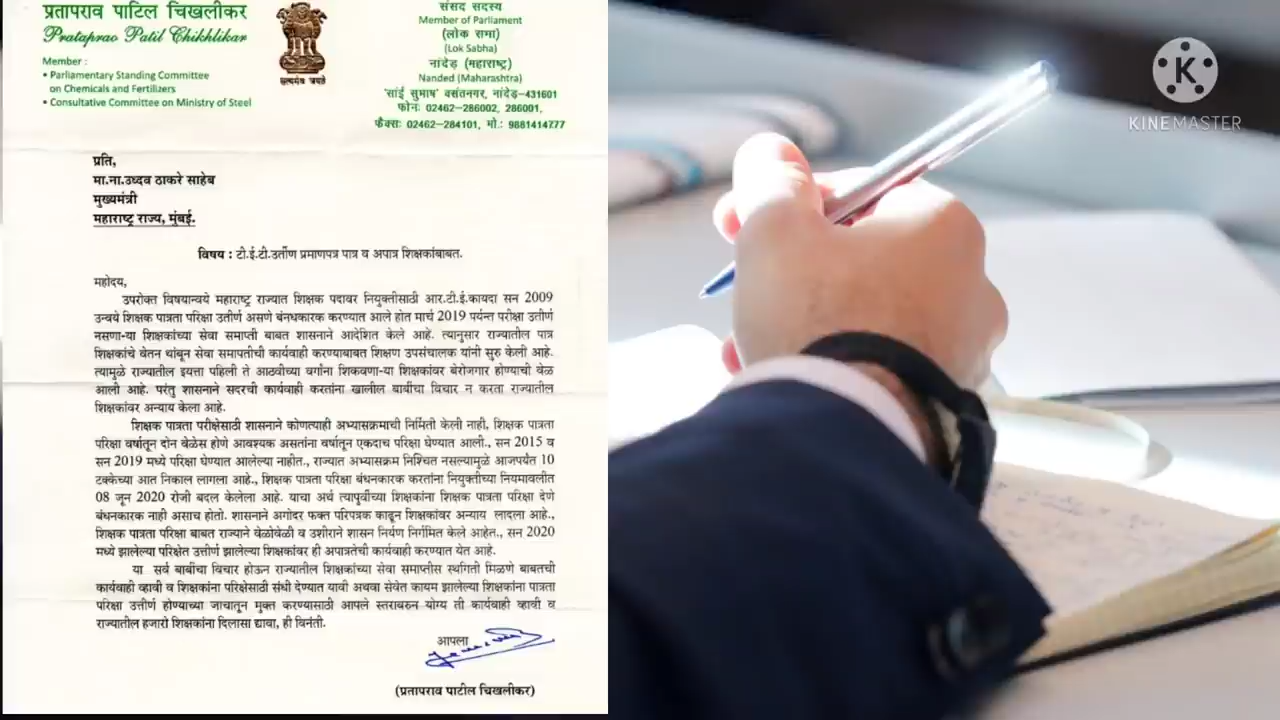 प्रतापराव पाटिल चिखलीकर
Prataprao Patil Chikhlikar
Member :
• Parliamentary Standing Committee
on Chemicals and Fertilizers
• Consultative Committee on Ministry of Steel
सत्यमेव जयते
संसद सदस्य
Member of Parliament
(लोक सभा)
(Lok Sabha)
नांदेड़ (महाराष्ट्र)
Nanded (Maharashtra)
'साई सुभाष' वसंतनगर, नांदेड़-431601
फोनः 02462-286002, 286001,
फैक्सः 02462-284101, मो.: 9881414777
प्रति,
मा.ना.उध्दव ठाकरे साहेब
मुख्यमंत्री
महाराष्ट्र राज्य, मुंबई.
विषय : टी.ई.टी.उर्तीण प्रमाणपत्र पात्र व अपात्र शिक्षकांबाबत.
महोदय,
उपरोक्त विषयान्वये महाराष्ट्र राज्यात शिक्षक पदावर नियुक्तीसाठी आर.टी.ई.कायदा सन 2009
उन्वये शिक्षक पात्रता परिक्षा उतीर्ण असणे बंनधकारक करण्यात आले होत मार्च 2019 पर्यन्त परीक्षा उतीर्ण
नसणा-या शिक्षकांच्या सेवा समाप्ती बाबत शासनाने आदेशित केले आहे. त्यानुसार राज्यातील पात्र
शिक्षकांचे वेतन थांबून सेवा समापतीची कार्यवाही करण्याबाबत शिक्षण उपसंचालक यांनी सुरु केली आहे.
त्यामुळे राज्यातील इयत्ता पहिली ते आठवीच्या वर्गांना शिकवणा-या शिक्षकांवर बेरोजगार होण्याची वेळ
आली आहे. परंतु शासनाने सदरची कार्यवाही करतांना खालील बाबींचा विचार न करता राज्यातील
शिक्षकांवर अन्याय केला आहे.
शिक्षक पात्रता परीक्षेसाठी शासनाने कोणत्याही अभ्यासक्रमाची निर्मिती केली नाही, शिक्षक पात्रता
परिक्षा वर्षातून दोन वेळेस होणे आवश्यक असतांना वर्षातून एकदाच परिक्षा घेण्यात आली., सन 2015 व
सन 2019 मध्ये परिक्षा घेण्यात आलेल्या नाहीत., राज्यात अभ्यासक्रम निश्चित नसल्यामुळे आजपर्यंत 10
टक्केच्या आत निकाल लागला आहे., शिक्षक पात्रता परिक्षा बंधनकारक करतांना नियुक्तीच्या नियमावलीत
08 जून 2020 रोजी बदल केलेला आहे. याचा अर्थ त्यापुर्वीच्या शिक्षकांना शिक्षक पात्रता परिक्षा देणे
बंधनकारक नाही असाच होतो. शासनाने अगोदर फक्त परिपत्रक काढून शिक्षकांवर अन्याय लादला आहे.,
शिक्षक पात्रता परिक्षा बाबत राज्याने वेळोवेळी व उशीराने शासन निर्यण निर्गमित केले आहेत., सन 2020
मध्ये झालेल्या परिक्षेत उत्तीर्ण झालेल्या शिक्षकांवर ही अपात्रतेची कार्यवाही करण्यात येत आहे.
या सर्व बाबींचा विचार होऊन राज्यातील शिक्षकांच्या सेवा समाप्तीस स्थगिती मिळणे बाबतची
कार्यवाही व्हावी व शिक्षकांना परिक्षेसाठी संधी देण्यात यावी अथवा सेवेत कायम झालेल्या शिक्षकांना पात्रता
परिक्षा उत्तीर्ण होण्याच्या जाचातून मुक्त करण्यासाठी आपले स्तराबरुन योग्य ती कार्यवाही व्हावी व
राज्यातील हजारो शिक्षकांना दिलासा द्यावा, ही विनंती.
आपला
(प्रतापराव पाटील चिखलीकर)
K
KINEMASTER